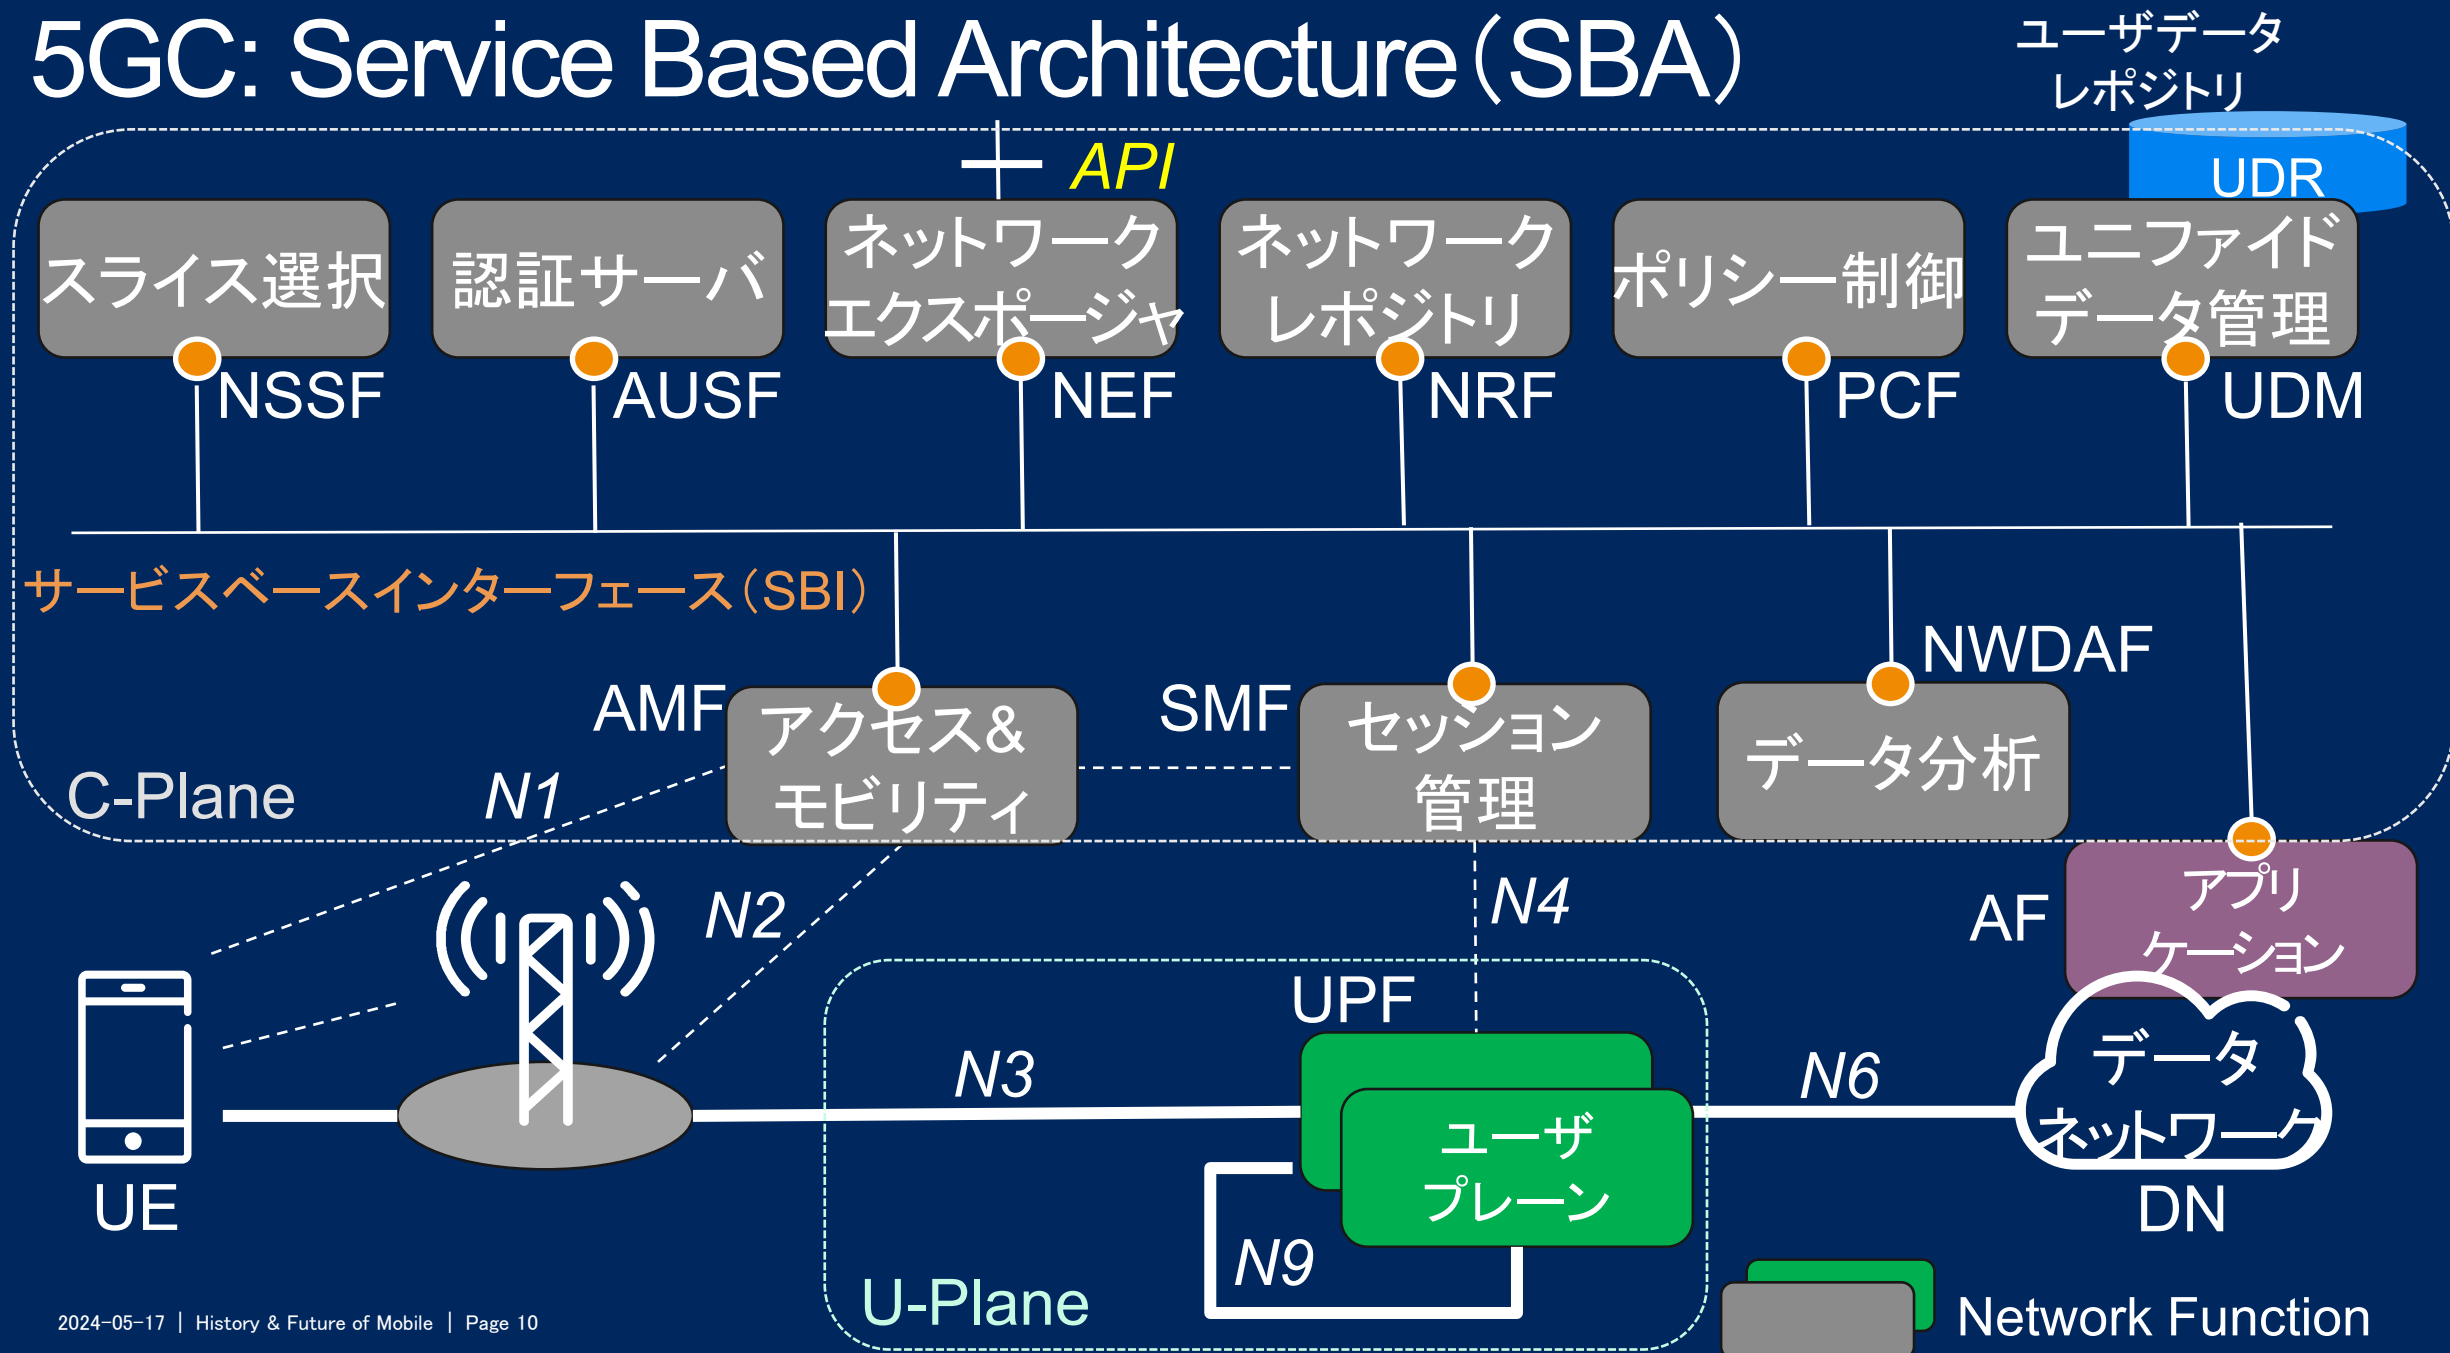 5GC: Service Based Architecture（SBA）
ユーザデータ
レポジトリ
API
UDR
スライス選択
認証サーバ
ネットワーク
エクスポージャ
ネットワーク
レポジトリ
ポリシー制御
ユニファイド
データ管理
NSSF
AUSF
NEF
NRF
PCF
UDM
サービスベースインターフェース（SBI）
NWDAF
AMF
アクセス&
モビリティ
SMF
セッション
管理
データ分析
C-Plane
N1
N2
N4
AF
アプリ
ケーション
UPF
N3
N6
データ
ネットワーク
ユーザ
プレーン
UE
DN
N9
U-Plane
Network Function
2024-05-17 | History & Future of Mobile | Page 10